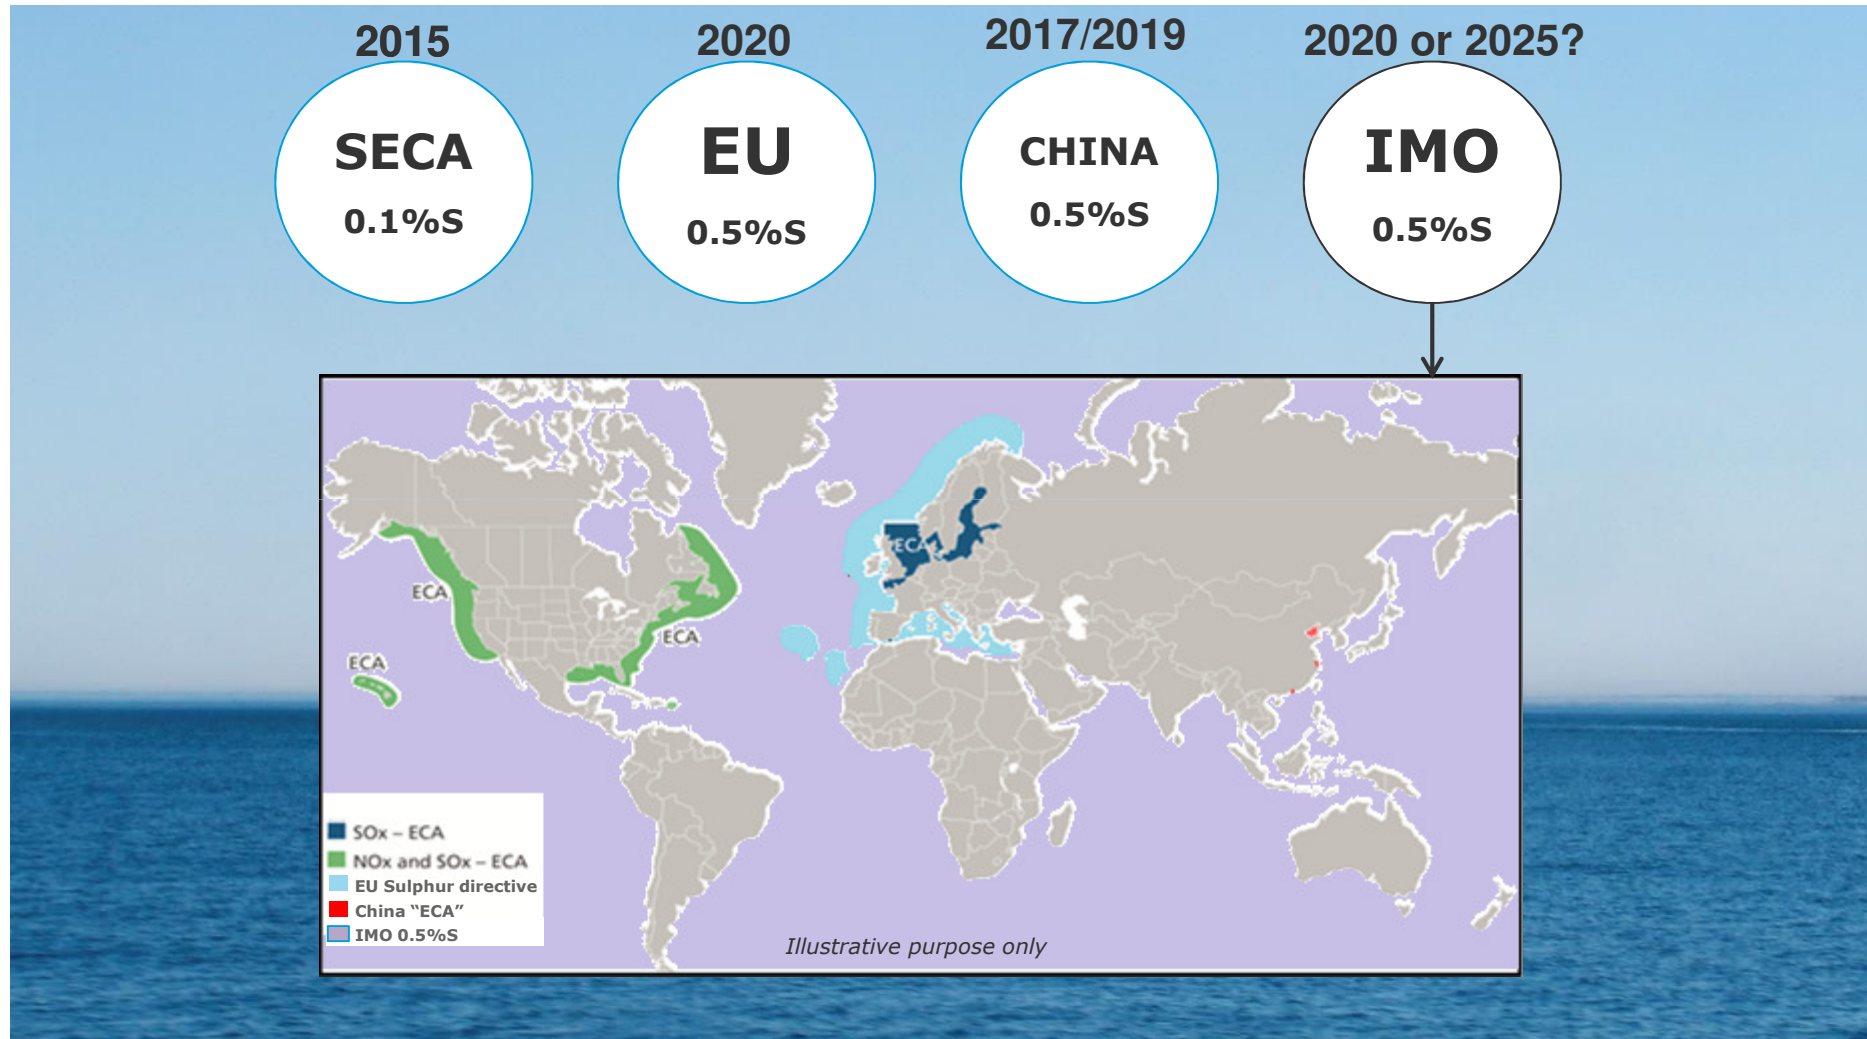 2015
2020
2017/2019
2020 or 2025?
SECA
0.1%S
EU
0.5%S
CHINA
0.5%S
IMO
0.5%S
ECA
ECA
ECA
ECA
SOx – ECA
NOx and SOx – ECA
EU Sulphur directive
China “ECA”
IMO 0.5%S
Illustrative purpose only